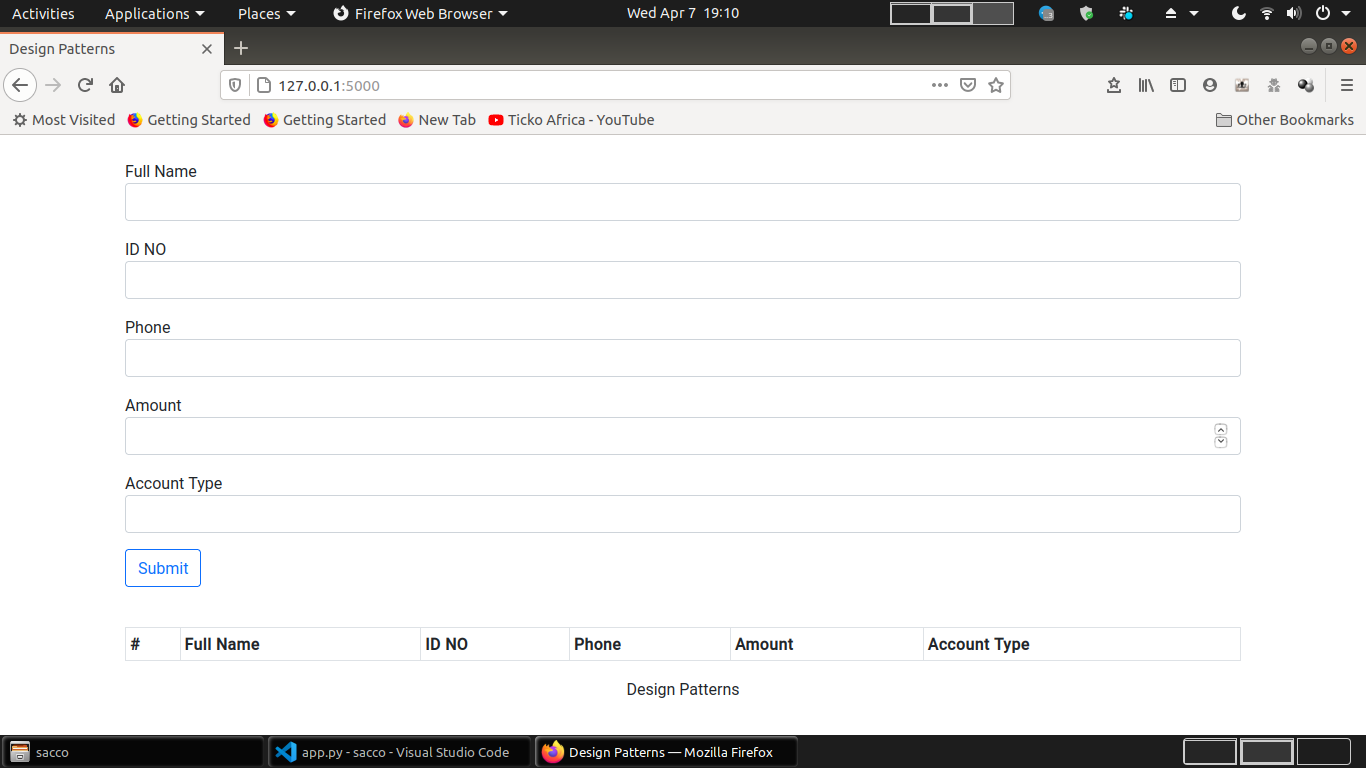 Activities Applications Places Firefox Web Browser Wed Apr 7 19:10
Design Patterns
127.0.0.1:5000
Most Visited Getting Started Getting Started New Tab Ticko Africa - YouTube Other Bookmarks
Full Name
ID NO
Phone
Amount
Account Type
Submit
# Full Name ID NO Phone Amount Account Type
Design Patterns
sacco app.py - sacco - Visual Studio Code Design Patterns — Mozilla Firefox